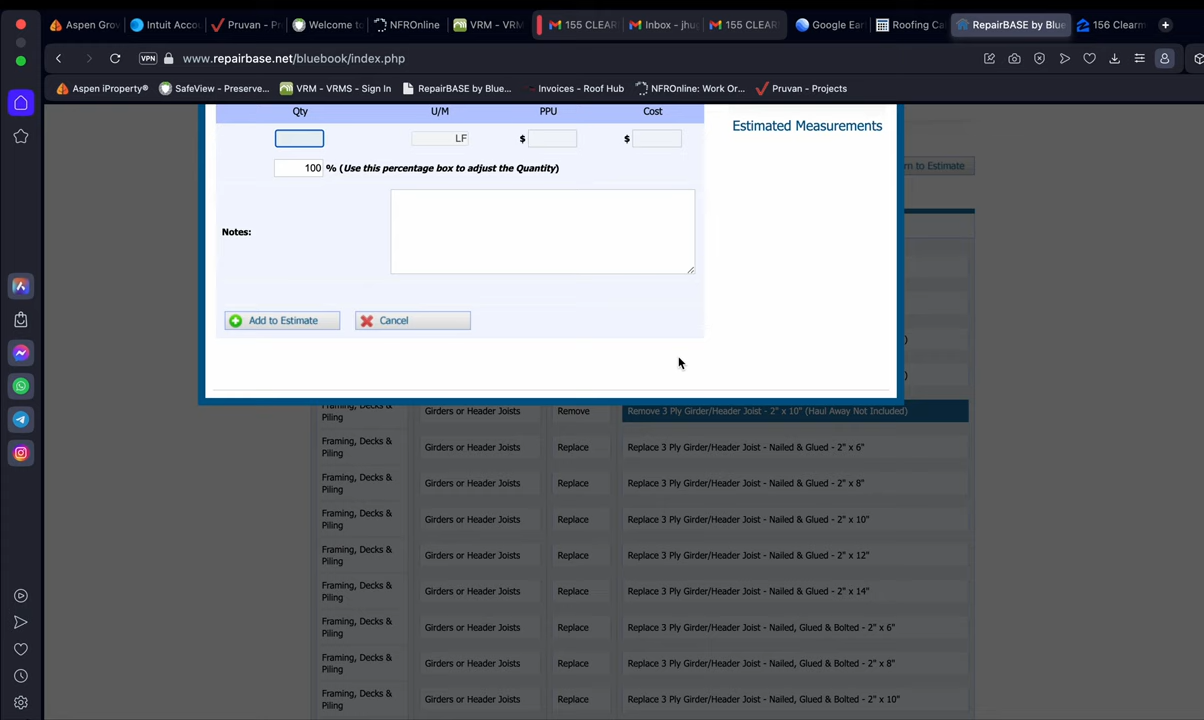 Aspen Grov
Intuit Acco
Pruvan - Pr
Welcome to
NFROnline
VRM - VRM
155 CLEAR
Inbox - jhug
155 CLEAR
Google Ear
Roofing Ca
RepairBASE by Blue
156 Clearm
VPN
www.repairbase.net/bluebook/index.php
Aspen iProperty®
SafeView - Preserve...
VRM - VRMS - Sign In
RepairBASE by Blue...
Invoices - Roof Hub
NFROnline: Work Or...
Pruvan - Projects
Qty
U/M
PPU
Cost
Estimated Measurements
LF
$
$
100 % (Use this percentage box to adjust the Quantity)
rn to Estimate
Notes:
Add to Estimate
Cancel
)
)
Framing, Decks &
Piling
Girders or Header Joists
Remove
Remove 3 Ply Girder/Header Joist - 2" x 10" (Haul Away Not Included)
Framing, Decks &
Piling
Girders or Header Joists
Replace
Replace 3 Ply Girder/Header Joist - Nailed & Glued - 2" x 6"
Framing, Decks &
Piling
Girders or Header Joists
Replace
Replace 3 Ply Girder/Header Joist - Nailed & Glued - 2" x 8"
Framing, Decks &
Piling
Girders or Header Joists
Replace
Replace 3 Ply Girder/Header Joist - Nailed & Glued - 2" x 10"
Framing, Decks &
Piling
Girders or Header Joists
Replace
Replace 3 Ply Girder/Header Joist - Nailed & Glued - 2" x 12"
Framing, Decks &
Piling
Girders or Header Joists
Replace
Replace 3 Ply Girder/Header Joist - Nailed & Glued - 2" x 14"
Framing, Decks &
Piling
Girders or Header Joists
Replace
Replace 3 Ply Girder/Header Joist - Nailed, Glued & Bolted - 2" x 6"
Framing, Decks &
Piling
Girders or Header Joists
Replace
Replace 3 Ply Girder/Header Joist - Nailed, Glued & Bolted - 2" x 8"
Framing, Decks &
Piling
Girders or Header Joists
Replace
Replace 3 Ply Girder/Header Joist - Nailed, Glued & Bolted - 2" x 10"